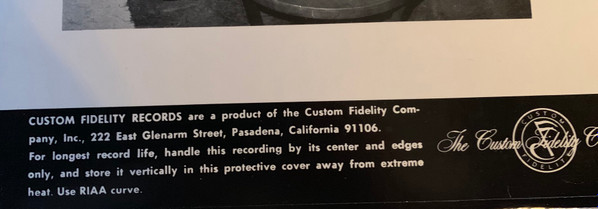 CUSTOM FIDELITY RECORDS are a product of the Custom Fidelity Com-
pany, Inc., 222 East Glenarm Street, Pasadena, California 91106.
For longest record life, handle this recording by its center and edges
only, and store it vertically in this protective cover away from extreme
heat. Use RIAA curve.
The Custom Fidelity C
CUSTOM
FIDELITY